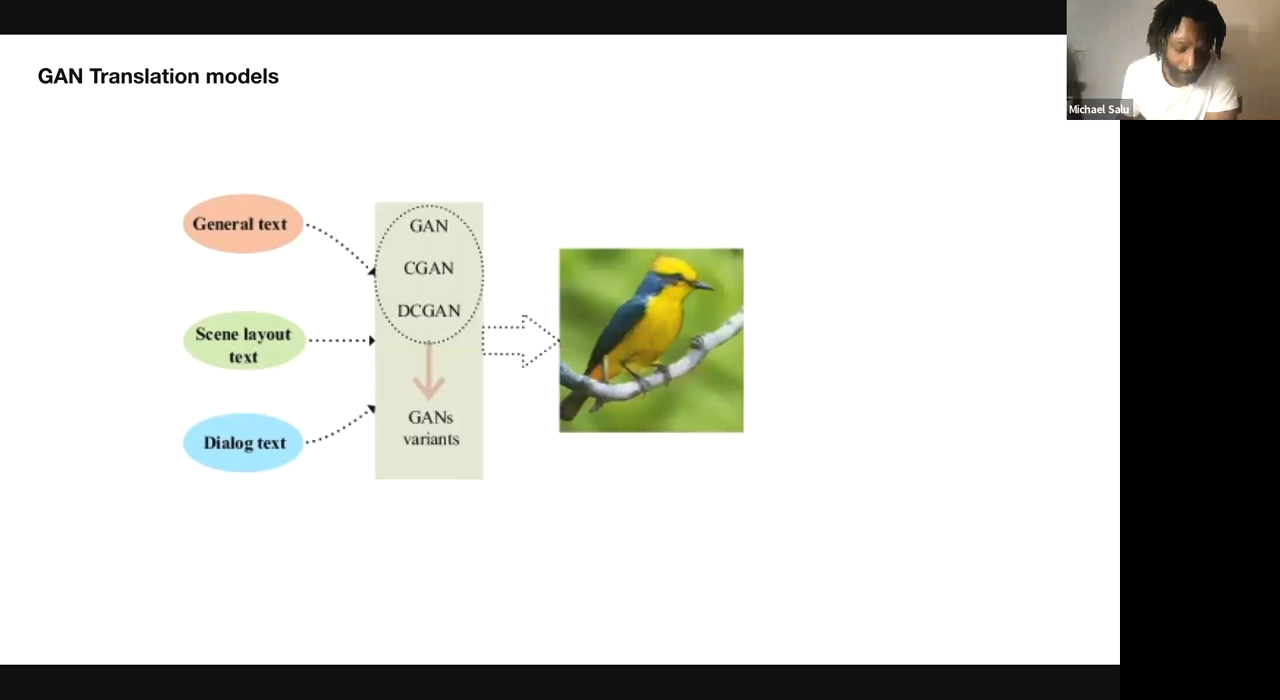 GAN Translation models
Michael Salu
General text
Scene layout
text
Dialog text
GAN
CGAN
DCGAN
GANs
variants